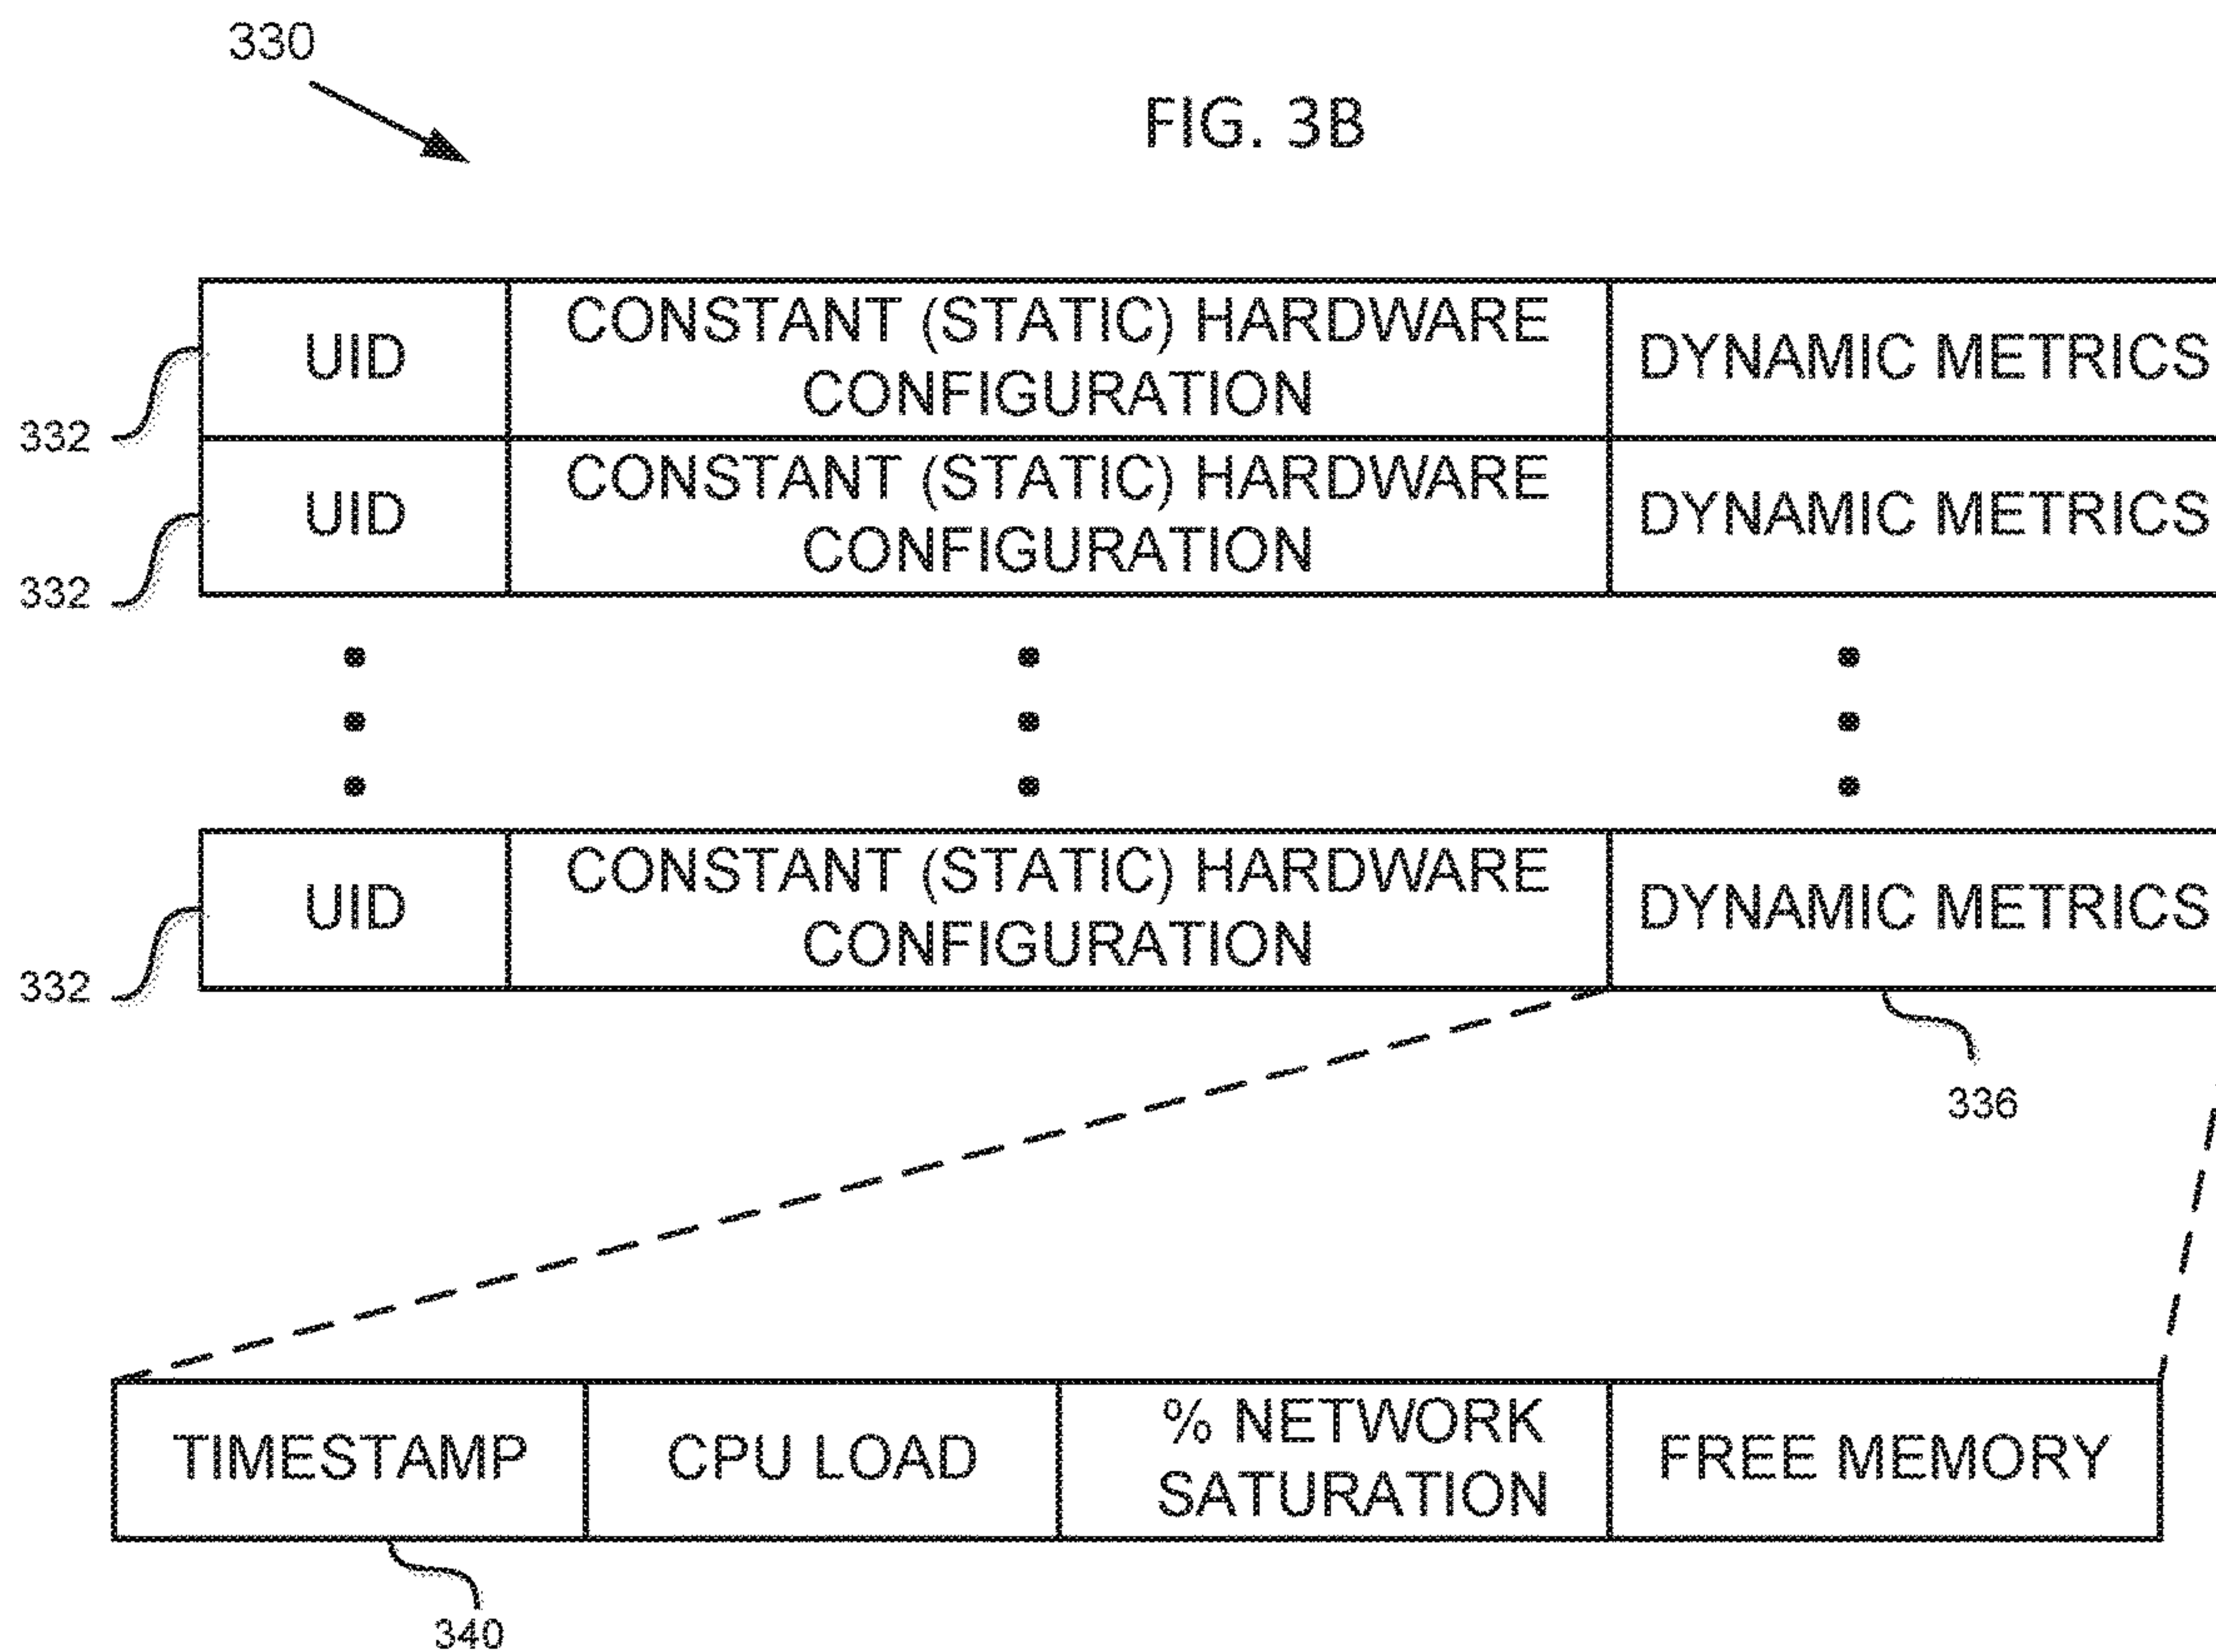 330
FIG. 3B
UID
CONSTANT (STATIC) HARDWARE
CONFIGURATION
DYNAMIC METRICS
332
UID
CONSTANT (STATIC) HARDWARE
CONFIGURATION
DYNAMIC METRICS
332
UID
CONSTANT (STATIC) HARDWARE
CONFIGURATION
DYNAMIC METRICS
332
336
TIMESTAMP
CPU LOAD
% NETWORK
SATURATION
FREE MEMORY
340